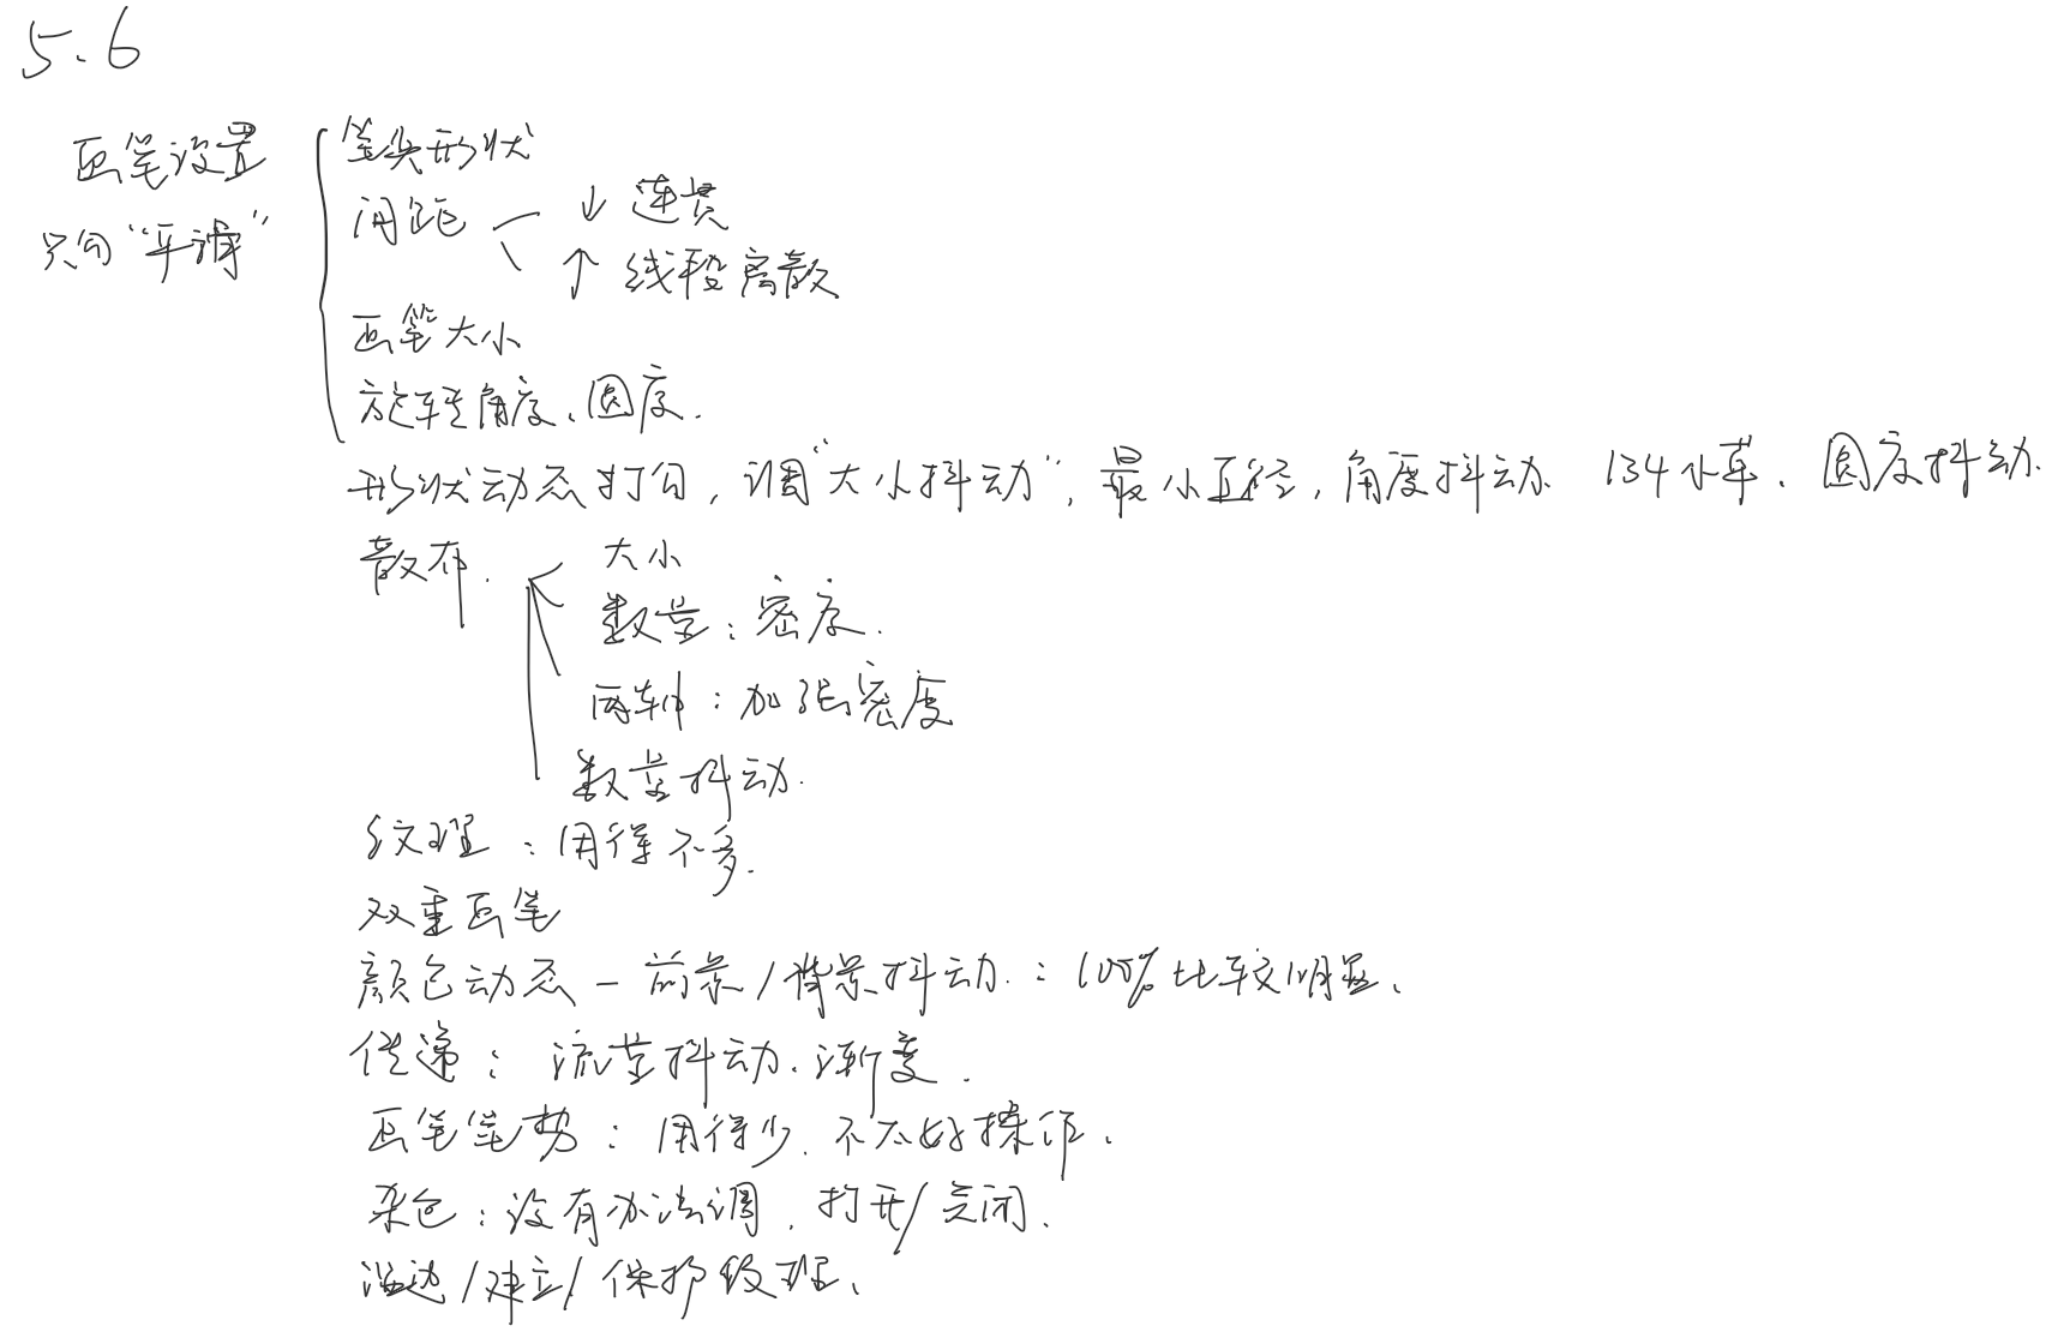 5.6
画笔设置
只勾“平滑”
笔尖形状
间距
↓ 连贯
↑ 线段离散
画笔大小
旋转角度、圆度.
形状动态打勾, 调“大小抖动”, 最小直径, 角度抖动、134水草、圆度抖动.
散布.
大小
数量: 密度.
两轴: 加强密度
数量抖动.
纹理: 用得不多.
双重画笔
颜色动态 - 前景/背景抖动: 100%比较明显、
传递: 流量抖动、渐变.
画笔笔势: 用得少、不太好操作.
杂色: 没有办法调, 打开/关闭.
湿边/建立/保护纹理、